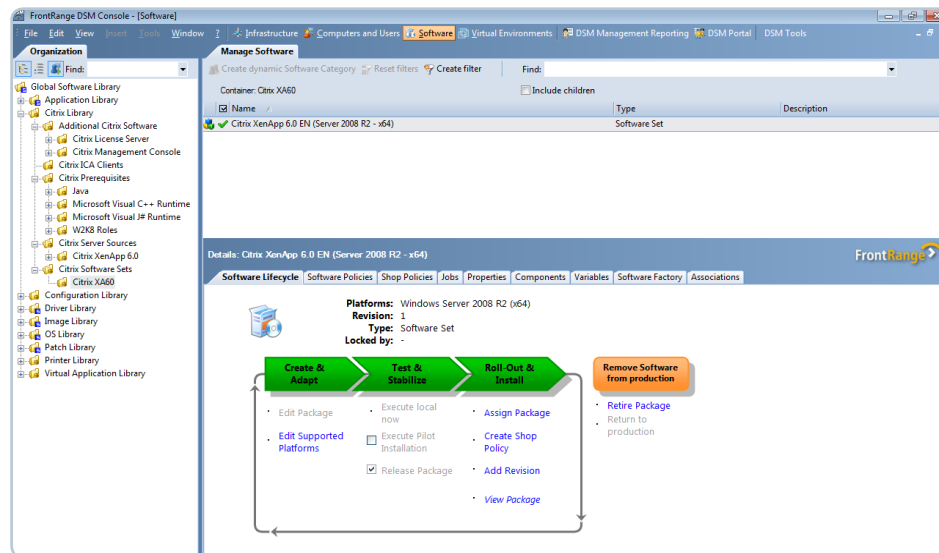 FrontRange DSM Console - [Software]
File Edit View Insert Tools Window ? Infrastructure Computers and Users Software Virtual Environments DSM Management Reporting DSM Portal DSM Tools
Organization
Find:
Global Software Library
Application Library
Citrix Library
Additional Citrix Software
Citrix License Server
Citrix Management Console
Citrix ICA Clients
Citrix Prerequisites
Java
Microsoft Visual C++ Runtime
Microsoft Visual J# Runtime
W2K8 Roles
Citrix Server Sources
Citrix XenApp 6.0
Citrix Software Sets
Citrix XA60
Configuration Library
Driver Library
Image Library
OS Library
Patch Library
Printer Library
Virtual Application Library
Manage Software
Create dynamic Software Category Reset filters Create filter Find:
Container: Citrix XA60 Include children
Name Type Description
Citrix XenApp 6.0 EN (Server 2008 R2 - x64) Software Set
Details: Citrix XenApp 6.0 EN (Server 2008 R2 - x64)
FrontRange
Software Lifecycle Software Policies Shop Policies Jobs Properties Components Variables Software Factory Associations
Platforms: Windows Server 2008 R2 (x64)
Revision: 1
Type: Software Set
Locked by: -
Create &
Adapt
Edit Package
Edit Supported
Platforms
Test &
Stabilize
Execute local
now
Execute Pilot
Installation
Release Package
Roll-Out &
Install
Assign Package
Create Shop
Policy
Add Revision
View Package
Remove Software
from production
Retire Package
Return to
production